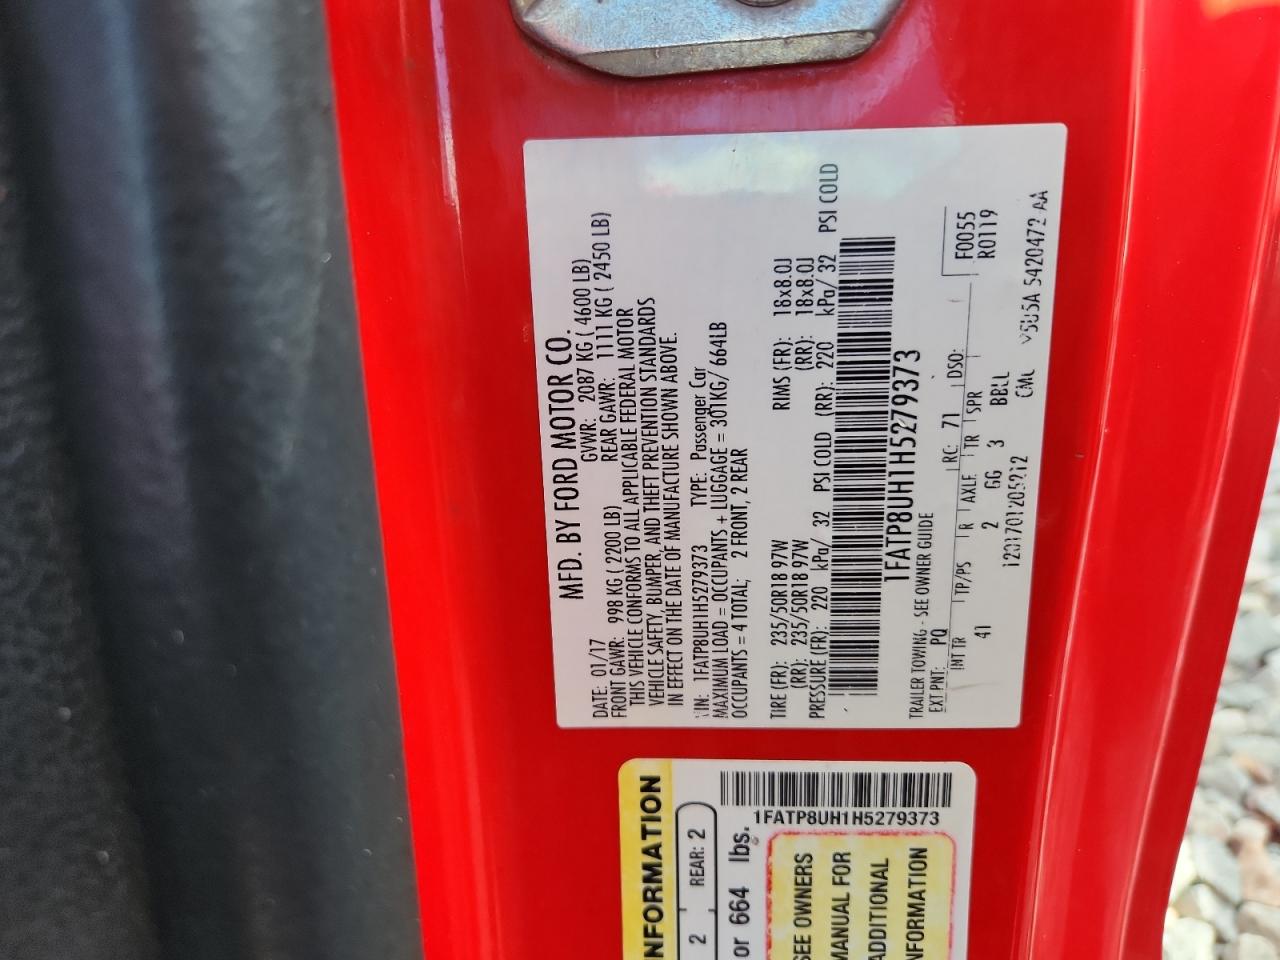 MFD. BY FORD MOTOR CO.
DATE: 01/17 GVWR: 2087 KG ( 4600 LB)
FRONT GAWR: 998 KG ( 2200 LB) REAR GAWR: 1111 KG ( 2450 LB)
THIS VEHICLE CONFORMS TO ALL APPLICABLE FEDERAL MOTOR
VEHICLE SAFETY, BUMPER, AND THEFT PREVENTION STANDARDS
IN EFFECT ON THE DATE OF MANUFACTURE SHOWN ABOVE.
VIN: 1FATP8UH1H5279373 TYPE: Passenger Car
MAXIMUM LOAD = OCCUPANTS + LUGGAGE = 301KG/ 664LB
OCCUPANTS = 4 TOTAL; 2 FRONT, 2 REAR
TIRE (FR): 235/50R18 97W RIMS (FR): 18x8.0J
(RR): 235/50R18 97W (RR): 18x8.0J
PRESSURE (FR): 220 kPa/ 32 PSI COLD (RR): 220 kPa/ 32 PSI COLD
1FATP8UH1H5279373
TRAILER TOWING - SEE OWNER GUIDE
F0055
R0119
EXT PNT: PQ RC: 71 DSO:
INT TR TP/PS R AXLE TR SPR
41 2 GG 3 BBLL
120170120521​2 5420472 AA
1FATP8UH1H5279373
NFORMATION
2 REAR: 2
or 664 lbs.
SEE OWNERS
MANUAL FOR
ADDITIONAL
NFORMATION